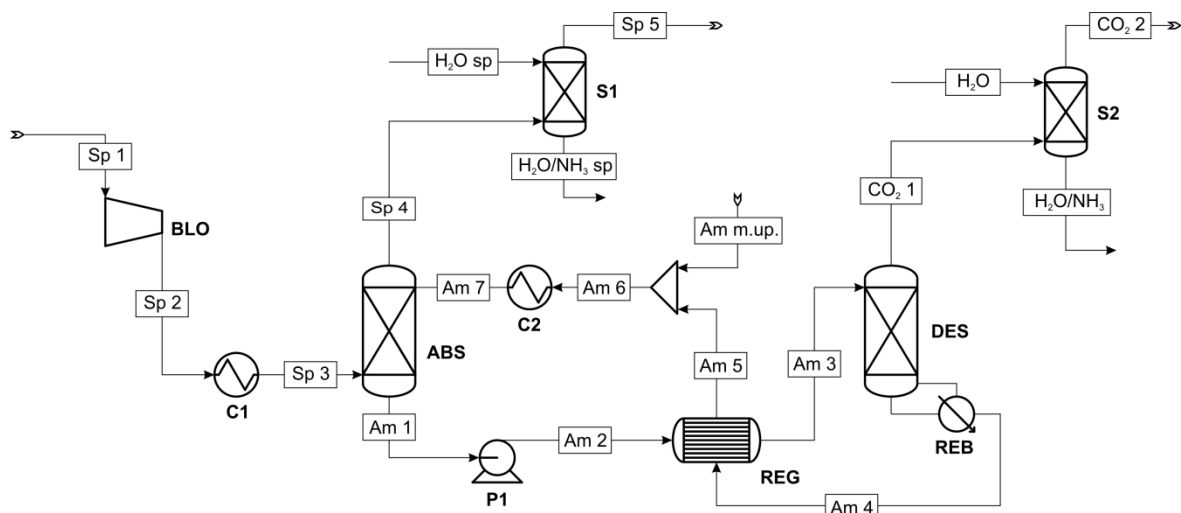 Sp 5
CO₂ 2
H₂O sp
S1
H₂O
S2
Sp 1
H₂O/NH₃ sp
CO₂ 1
Sp 4
H₂O/NH₃
BLO
Am m.up.
Sp 2
Am 7
Am 6
C2
ABS
DES
Sp 3
Am 5
Am 3
C1
Am 1
Am 2
REB
REG
P1
Am 4